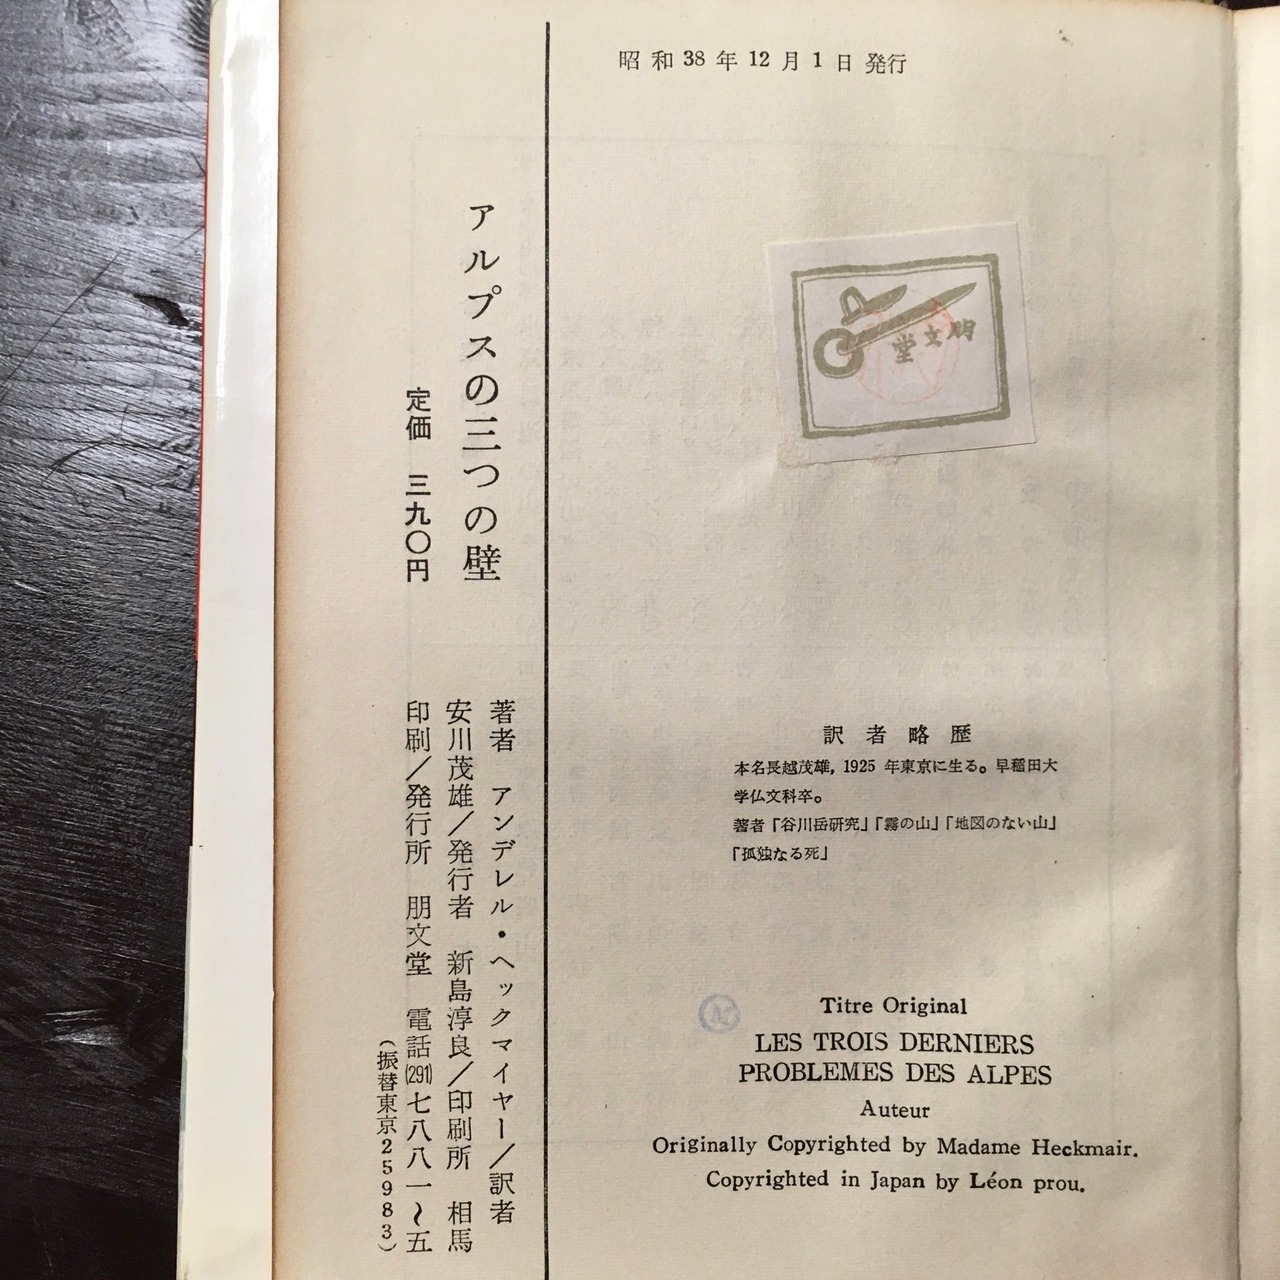 昭和38年12月1日発行
朋文堂
訳者略歴
本名長越茂雄，1925 年東京に生る。早稲田大
学仏文科卒。
著者「谷川岳研究」「霧の山」「地図のない山」
「孤独なる死」
Titre Original
LES TROIS DERNIERS
PROBLEMES DES ALPES
Auteur
Originally Copyrighted by Madame Heckmair.
Copyrighted in Japan by Léon prou.
アルプスの三つの壁
定価 三九〇円
著者 アンデレル・ヘックマイヤー／訳者
安川茂雄／発行者 新島淳良／印刷所 相馬
印刷／発行所 朋文堂 電話(291)七八八一〜五
(振替東京25983)